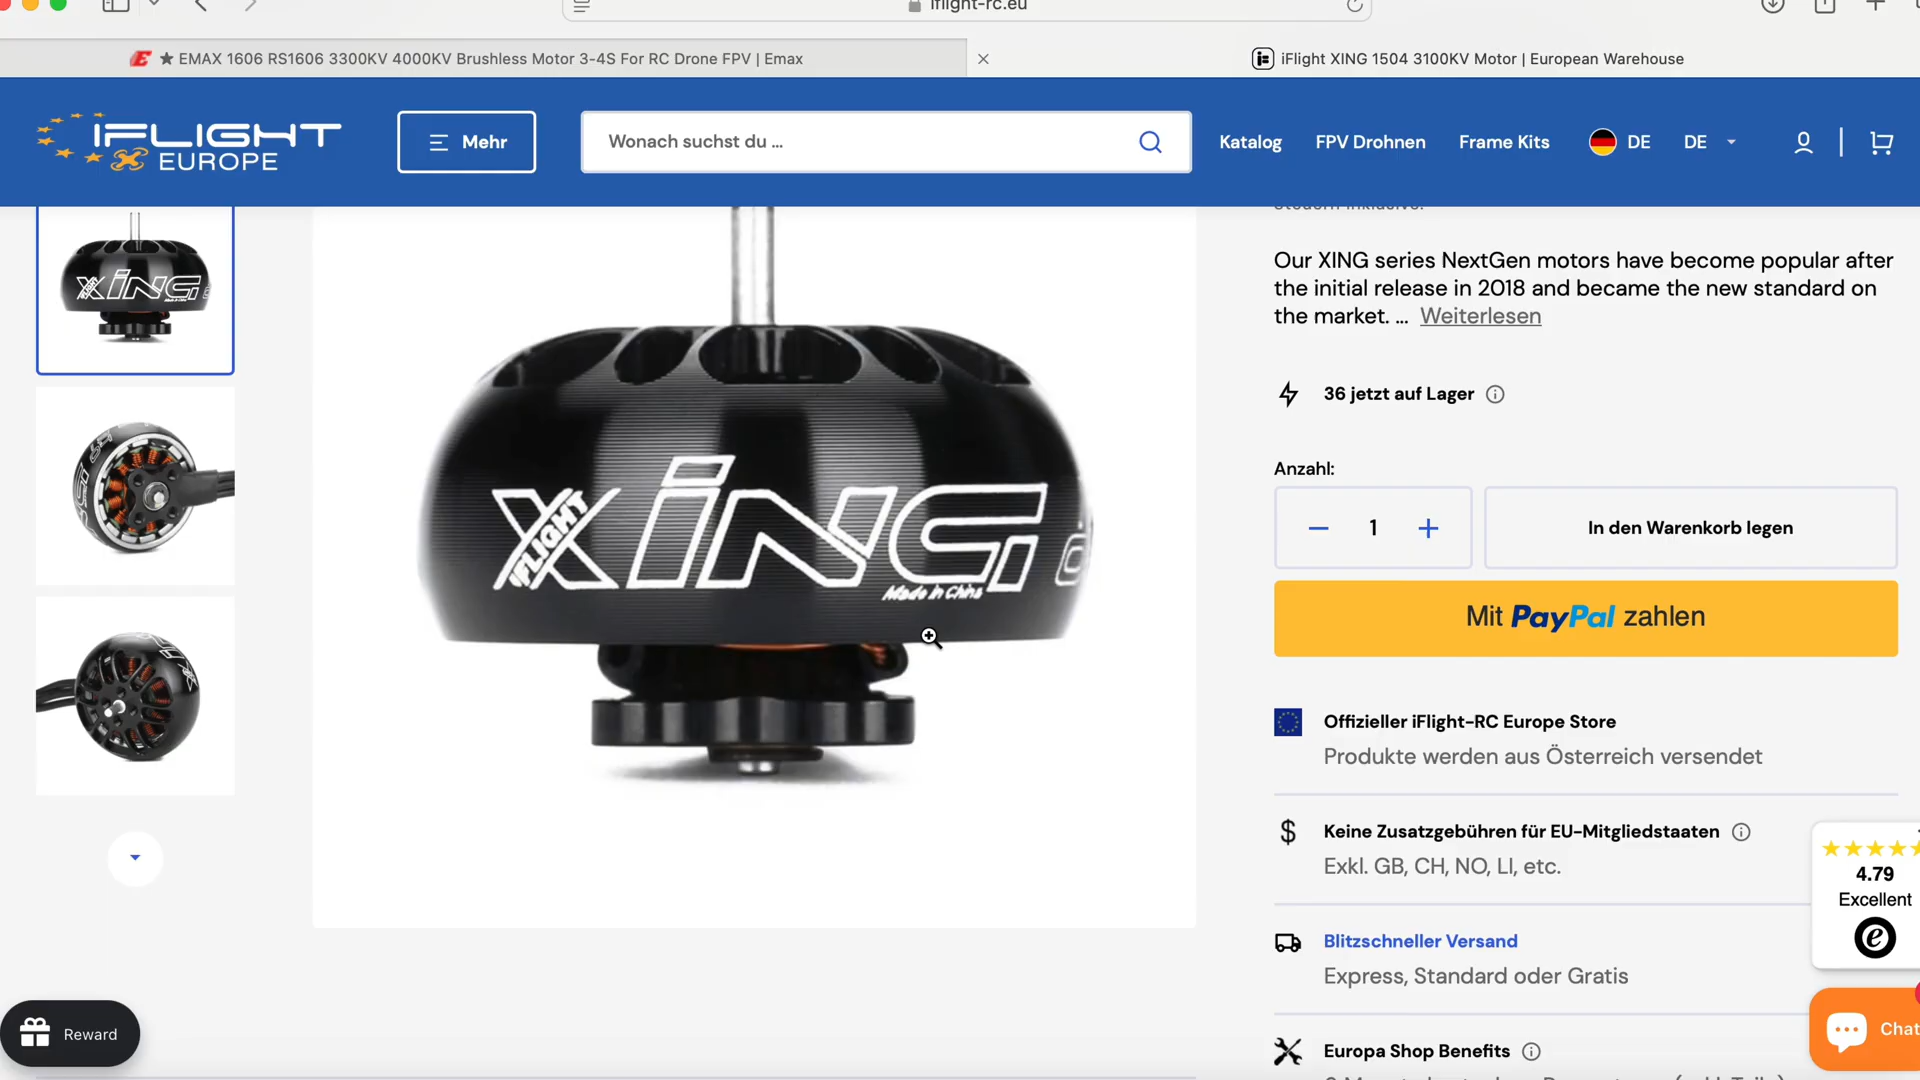 iflight-rc.eu
★ EMAX 1606 RS1606 3300KV 4000KV Brushless Motor 3-4S For RC Drone FPV | Emax
iFlight XING 1504 3100KV Motor | European Warehouse
IFLIGHT
EUROPE
Mehr
Wonach suchst du ...
Katalog
FPV Drohnen
Frame Kits
DE
DE
Steuern inklusive.
Our XING series NextGen motors have become popular after
the initial release in 2018 and became the new standard on
the market. ... Weiterlesen
36 jetzt auf Lager
Anzahl:
1
In den Warenkorb legen
Mit PayPal zahlen
XING
IFLIGHT
Made in China
Offizieller iFlight-RC Europe Store
Produkte werden aus Österreich versendet
Keine Zusatzgebühren für EU-Mitgliedstaaten
Exkl. GB, CH, NO, LI, etc.
Blitzschneller Versand
Express, Standard oder Gratis
Europa Shop Benefits
4.79
Excellent
Chat
Reward